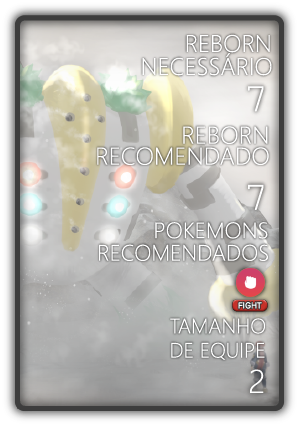 REBORN
NECESSÁRIO
7
REBORN
RECOMENDADO
7
POKEMONS
RECOMENDADOS
FIGHT
TAMANHO
DE EQUIPE
2